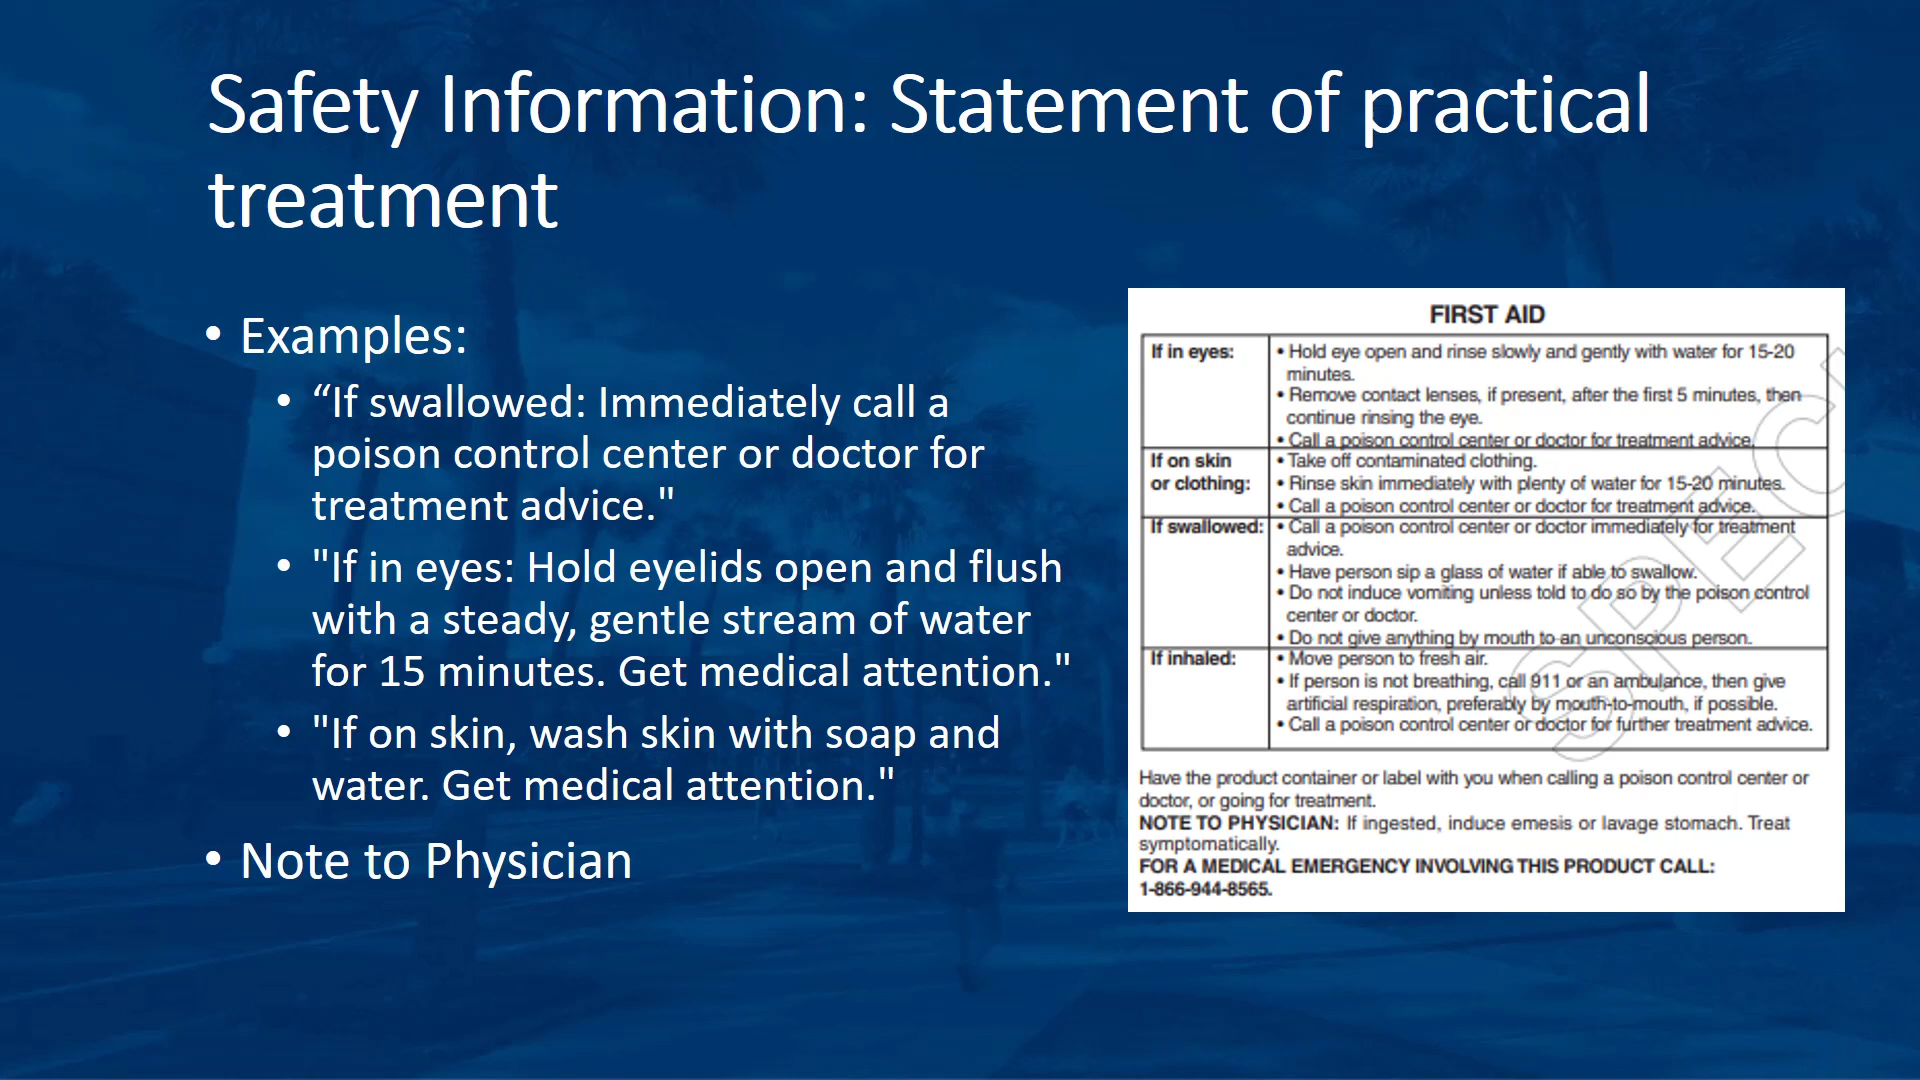 Safety Information: Statement of practical
treatment
• Examples:
• “If swallowed: Immediately call a
poison control center or doctor for
treatment advice."
• "If in eyes: Hold eyelids open and flush
with a steady, gentle stream of water
for 15 minutes. Get medical attention."
• "If on skin, wash skin with soap and
water. Get medical attention."
• Note to Physician
FIRST AID
If in eyes:
• Hold eye open and rinse slowly and gently with water for 15-20
minutes.
• Remove contact lenses, if present, after the first 5 minutes, then
continue rinsing the eye.
• Call a poison control center or doctor for treatment advice.
If on skin
or clothing:
• Take off contaminated clothing.
• Rinse skin immediately with plenty of water for 15-20 minutes.
• Call a poison control center or doctor for treatment advice.
If swallowed:
• Call a poison control center or doctor immediately for treatment
advice.
• Have person sip a glass of water if able to swallow.
• Do not induce vomiting unless told to do so by the poison control
center or doctor.
• Do not give anything by mouth to an unconscious person.
If inhaled:
• Move person to fresh air.
• If person is not breathing, call 911 or an ambulance, then give
artificial respiration, preferably by mouth-to-mouth, if possible.
• Call a poison control center or doctor for further treatment advice.
Have the product container or label with you when calling a poison control center or
doctor, or going for treatment.
NOTE TO PHYSICIAN: If ingested, induce emesis or lavage stomach. Treat
symptomatically.
FOR A MEDICAL EMERGENCY INVOLVING THIS PRODUCT CALL:
1-866-944-8565.
SPEC